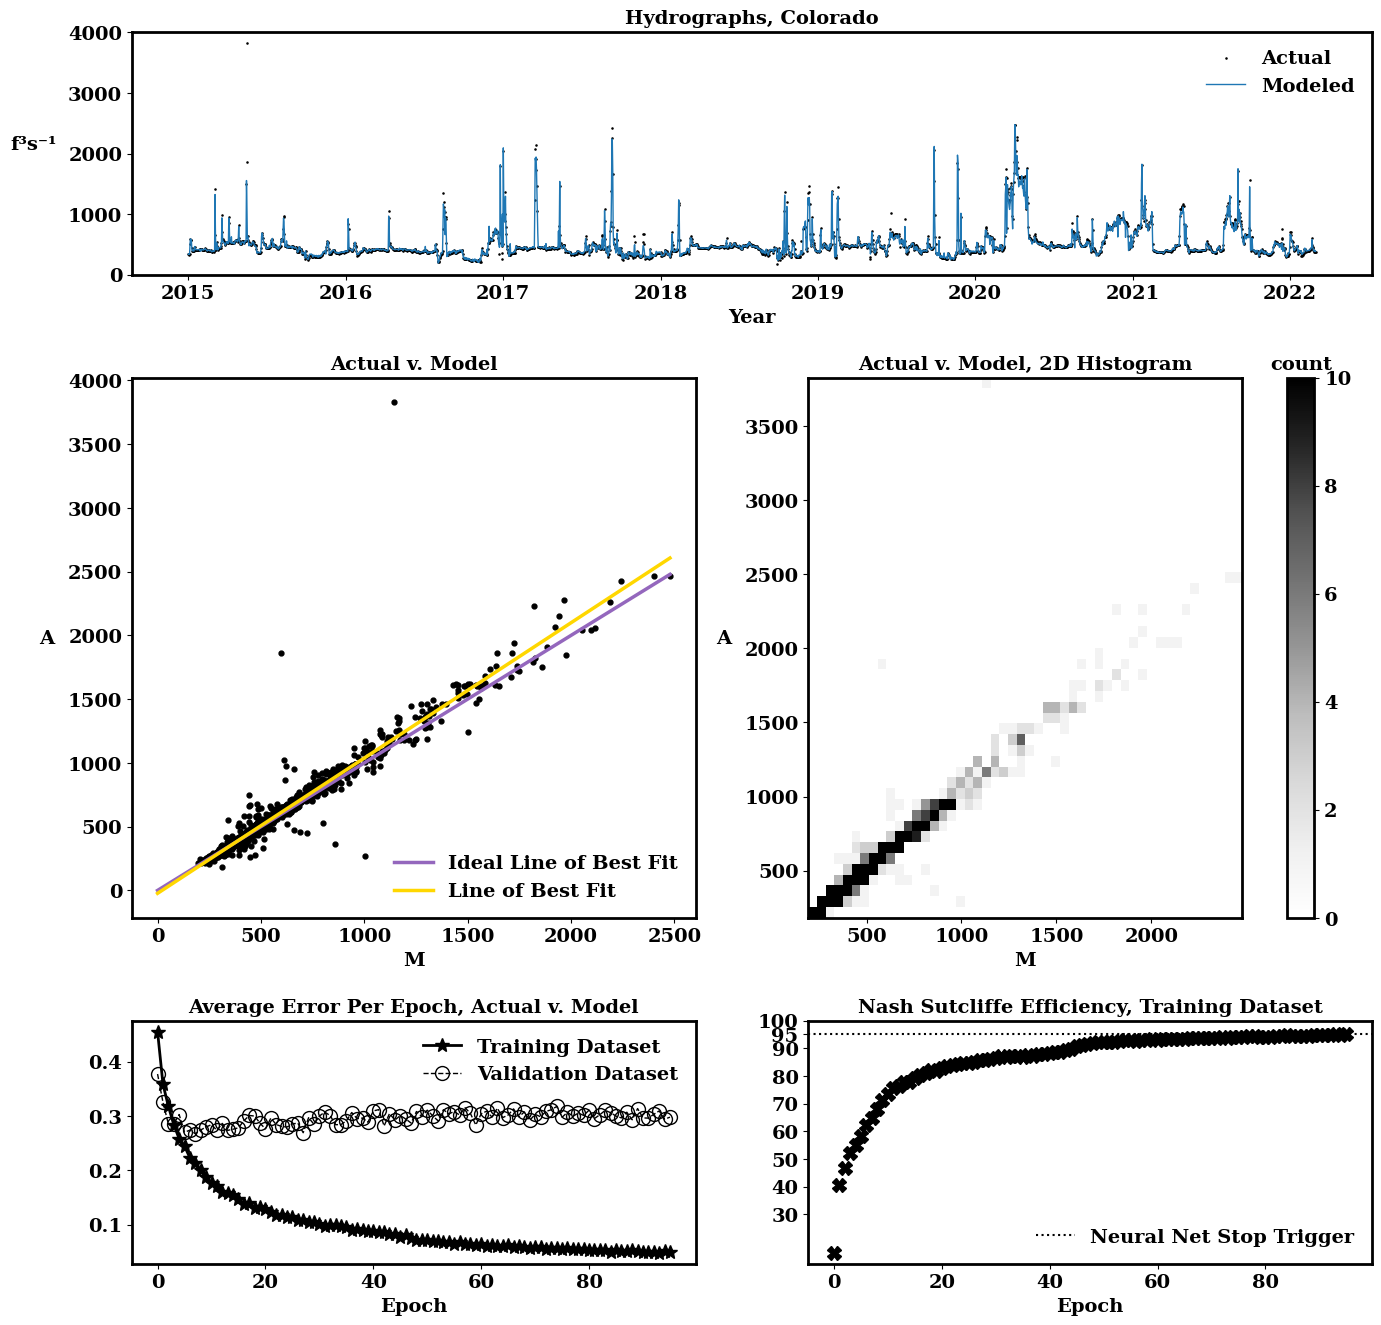 Hydrographs, Colorado
4000
3000
2000
1000
0
f³s⁻¹
Actual
Modeled
2015 2016 2017 2018 2019 2020 2021 2022
Year
Actual v. Model
4000
3500
3000
2500
2000
1500
1000
500
0
A
Ideal Line of Best Fit
Line of Best Fit
0 500 1000 1500 2000 2500
M
Actual v. Model, 2D Histogram
3500
3000
2500
2000
1500
1000
500
A
500 1000 1500 2000
M
count
10
8
6
4
2
0
Average Error Per Epoch, Actual v. Model
0.4
0.3
0.2
0.1
Training Dataset
Validation Dataset
0 20 40 60 80
Epoch
Nash Sutcliffe Efficiency, Training Dataset
100
95
90
80
70
60
50
40
30
Neural Net Stop Trigger
0 20 40 60 80
Epoch